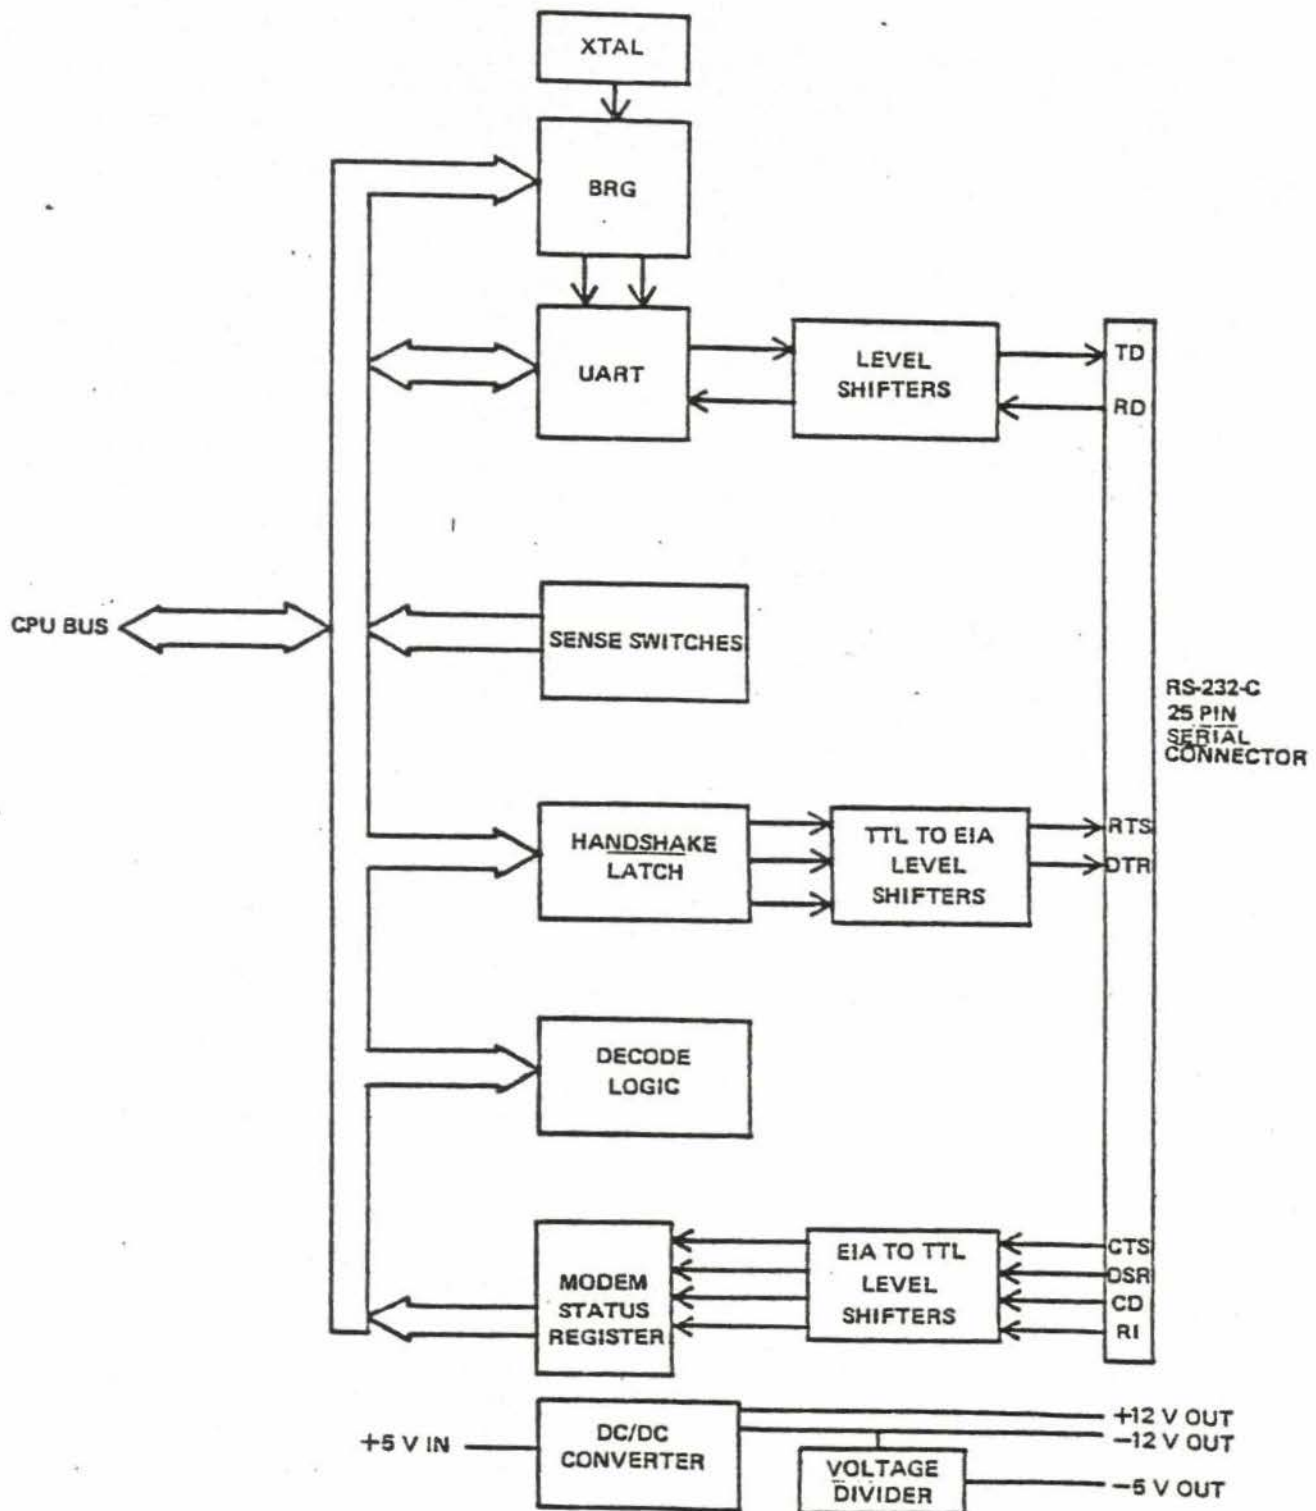 XTAL
BRG
UART
LEVEL
SHIFTERS
TD
RD
CPU BUS
SENSE SWITCHES
RS-232-C
25 PIN
SERIAL
CONNECTOR
HANDSHAKE
LATCH
TTL TO EIA
LEVEL
SHIFTERS
RTS
DTR
DECODE
LOGIC
MODEM
STATUS
REGISTER
EIA TO TTL
LEVEL
SHIFTERS
CTS
DSR
CD
RI
+5 V IN
DC/DC
CONVERTER
+12 V OUT
-12 V OUT
VOLTAGE
DIVIDER
-5 V OUT